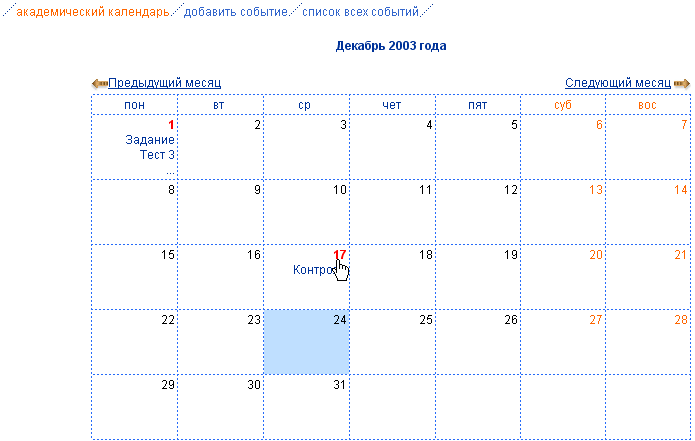 академический календарь добавить событие список всех событий
Декабрь 2003 года
Предыдущий месяц Следующий месяц
пон вт ср чет пят суб вос
1 2 3 4 5 6 7
Задание
Тест 3
...
8 9 10 11 12 13 14
15 16 17 18 19 20 21
Контро
22 23 24 25 26 27 28
29 30 31